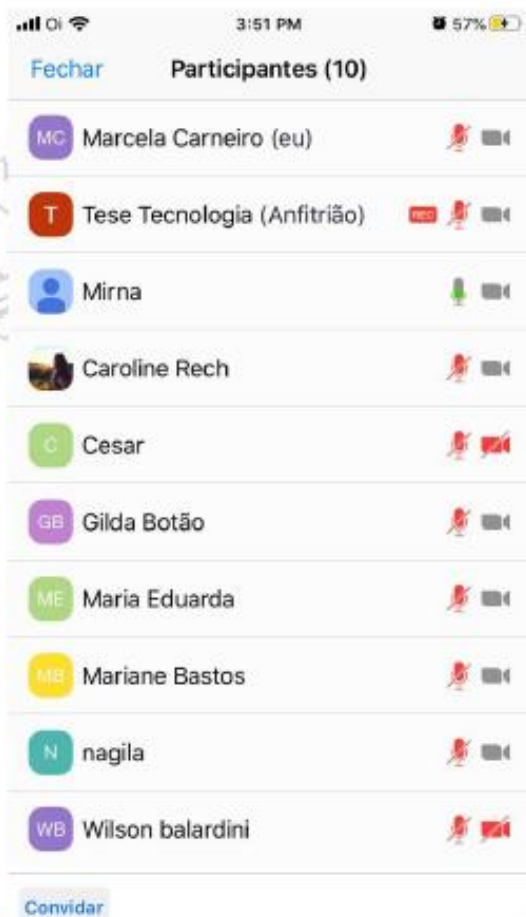 Oi 3:51 PM 57%
Fechar Participantes (10)
MC Marcela Carneiro (eu)
T Tese Tecnologia (Anfitrião) REC
Mirna
Caroline Rech
C Cesar
GB Gilda Botão
ME Maria Eduarda
MB Mariane Bastos
N nagila
WB Wilson balardini
Convidar